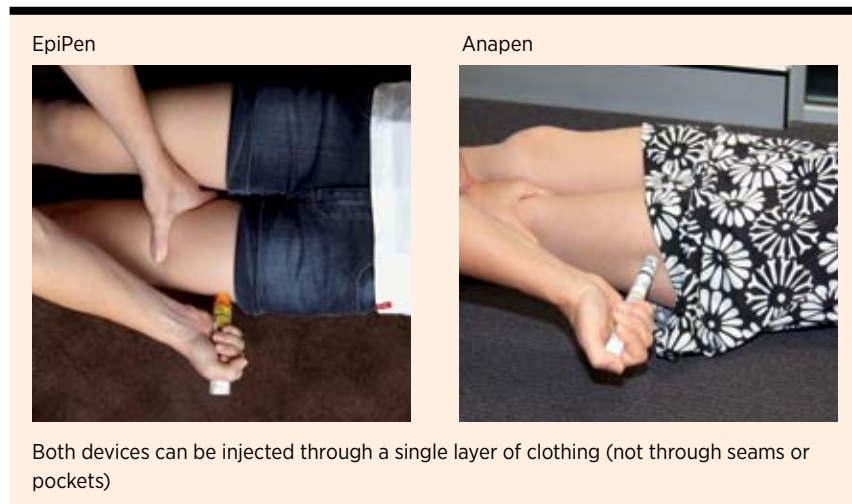 EpiPen
Anapen
Both devices can be injected through a single layer of clothing (not through seams or
pockets)